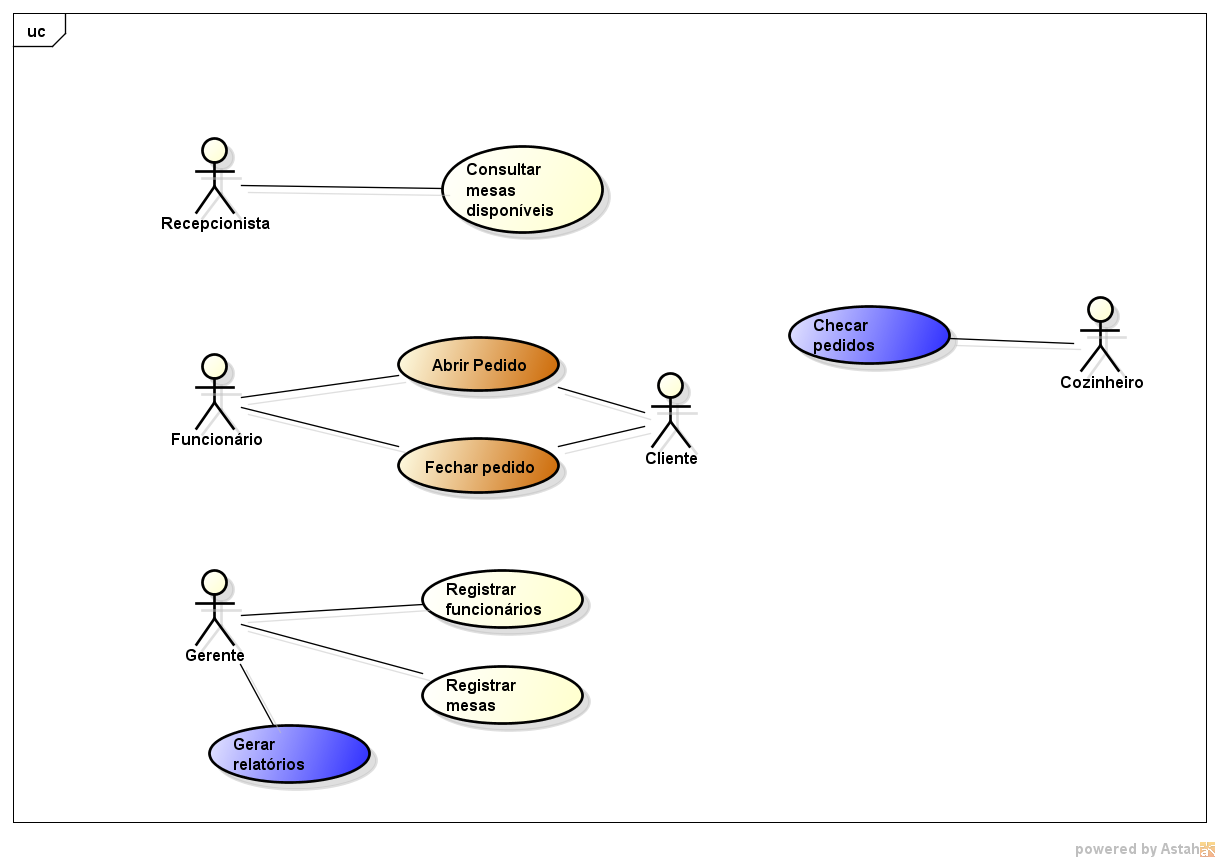 uc
Consultar
mesas
disponíveis
Recepcionista
Checar
pedidos
Cozinheiro
Abrir Pedido
Funcionário
Cliente
Fechar pedido
Registrar
funcionários
Gerente
Registrar
mesas
Gerar
relatórios
powered by Astah